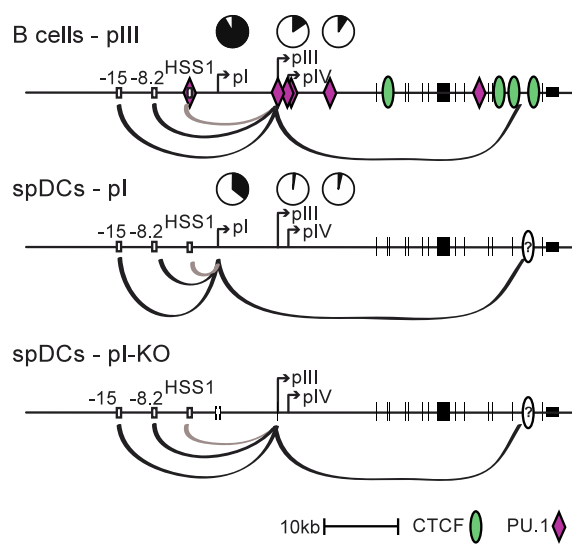 B cells - pIII
-15 -8.2 HSS1 pI pIII
pIV
spDCs - pI
-15 -8.2 HSS1 pI pIII
pIV
?
spDCs - pI-KO
-15 -8.2 HSS1 pIII
pIV
?
10kb CTCF PU.1